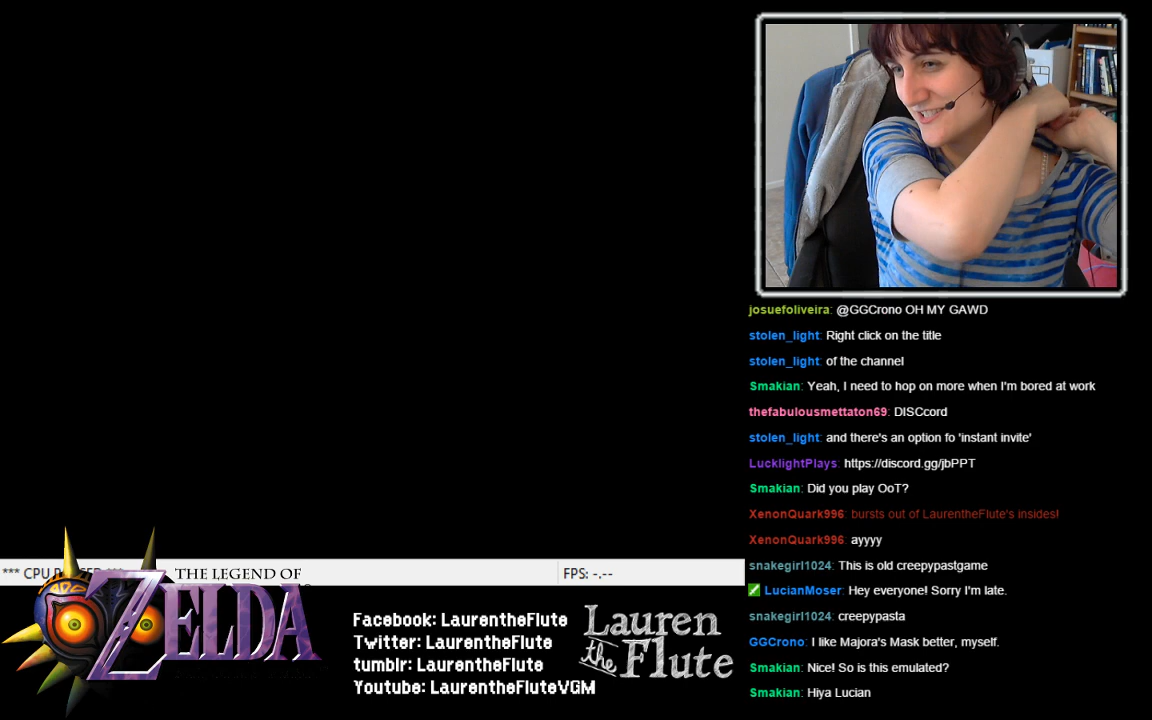 josuefoliveira: @GGCrono OH MY GAWD
stolen_light: Right click on the title
stolen_light: of the channel
Smakian: Yeah, I need to hop on more when I'm bored at work
thefabulousmettaton69: DISCcord
stolen_light: and there's an option fo 'instant invite'
LucklightPlays: https://discord.gg/jbPPT
Smakian: Did you play OoT?
XenonQuark996: bursts out of LaurentheFlute's insides!
XenonQuark996: ayyyy
snakegirl1024: This is old creepypastgame
LucianMoser: Hey everyone! Sorry I'm late.
snakegirl1024: creepypasta
GGCrono: I like Majora's Mask better, myself.
Smakian: Nice! So is this emulated?
Smakian: Hiya Lucian
*** CPU
FPS: -.--
THE LEGEND OF
ZELDA
Facebook: LaurentheFlute
Twitter: LaurentheFlute
tumblr: LaurentheFlute
Youtube: LaurentheFluteVGM
Lauren
the Flute